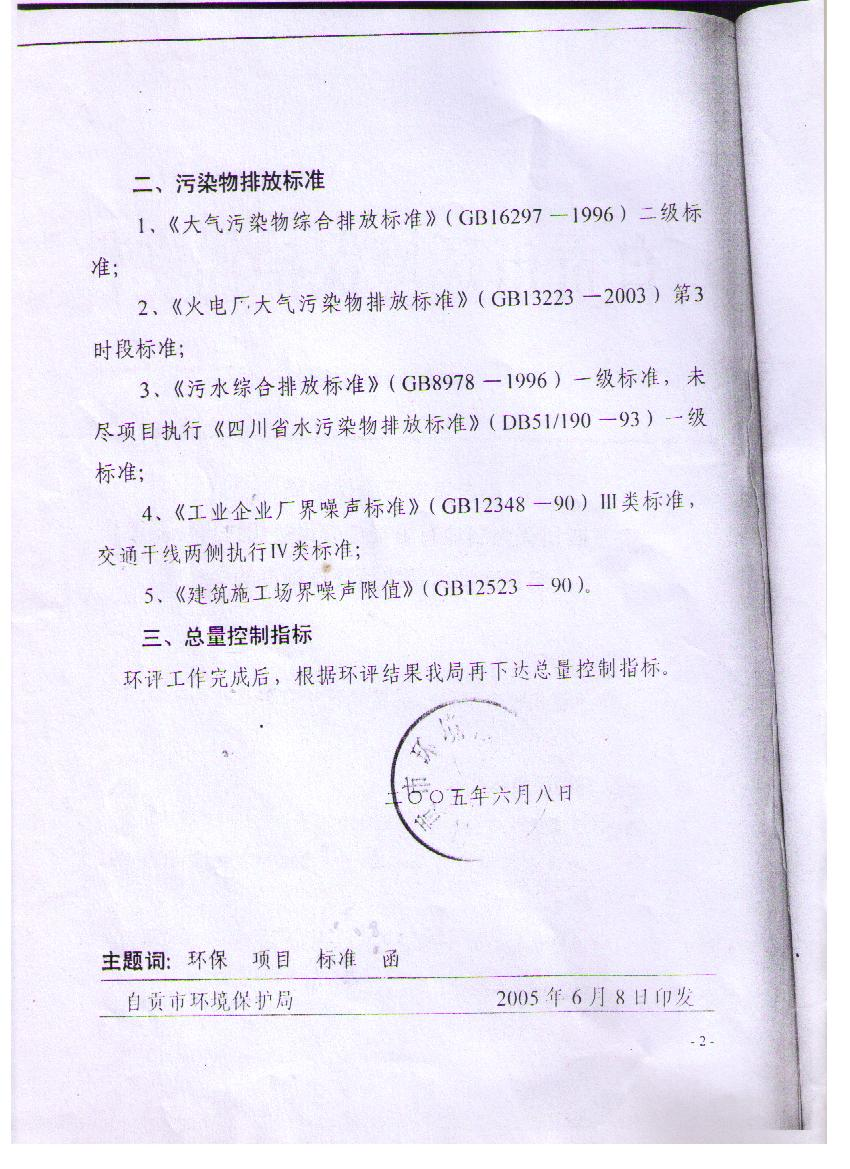 二、污染物排放标准
1、《大气污染物综合排放标准》（GB16297－1996）二级标
准；
2、《火电厂大气污染物排放标准》（GB13223－2003）第3
时段标准；
3、《污水综合排放标准》（GB8978－1996）一级标准，未
尽项目执行《四川省水污染物排放标准》（DB51/190－93）一级
标准；
4、《工业企业厂界噪声标准》（GB12348－90）Ⅲ类标准，
交通干线两侧执行Ⅳ类标准；
5、《建筑施工场界噪声限值》（GB12523－90）。
三、总量控制指标
环评工作完成后，根据环评结果我局再下达总量控制指标。
市环境
二〇〇五年六月八日
主题词：环保 项目 标准 函
自贡市环境保护局 2005年6月8日印发
-2-